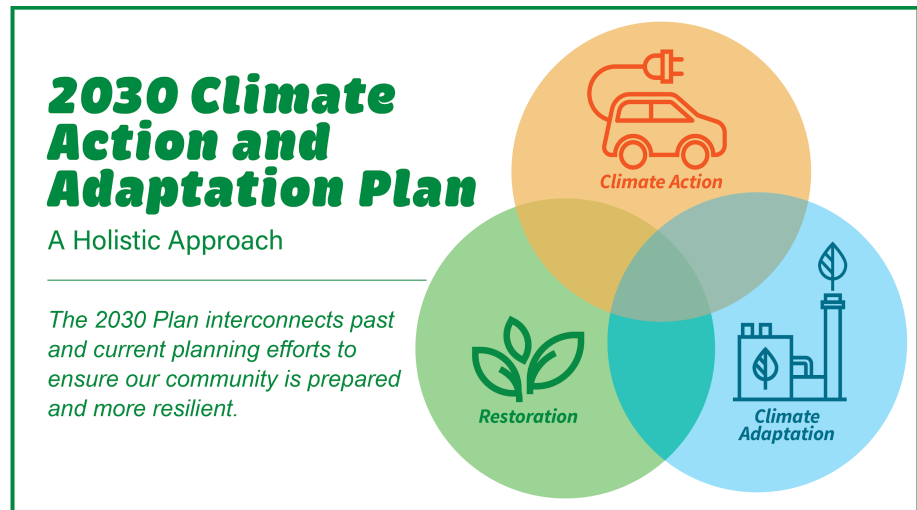 2030 Climate
Action and
Adaptation Plan
A Holistic Approach
The 2030 Plan interconnects past
and current planning efforts to
ensure our community is prepared
and more resilient.
Climate Action
Restoration
Climate
Adaptation